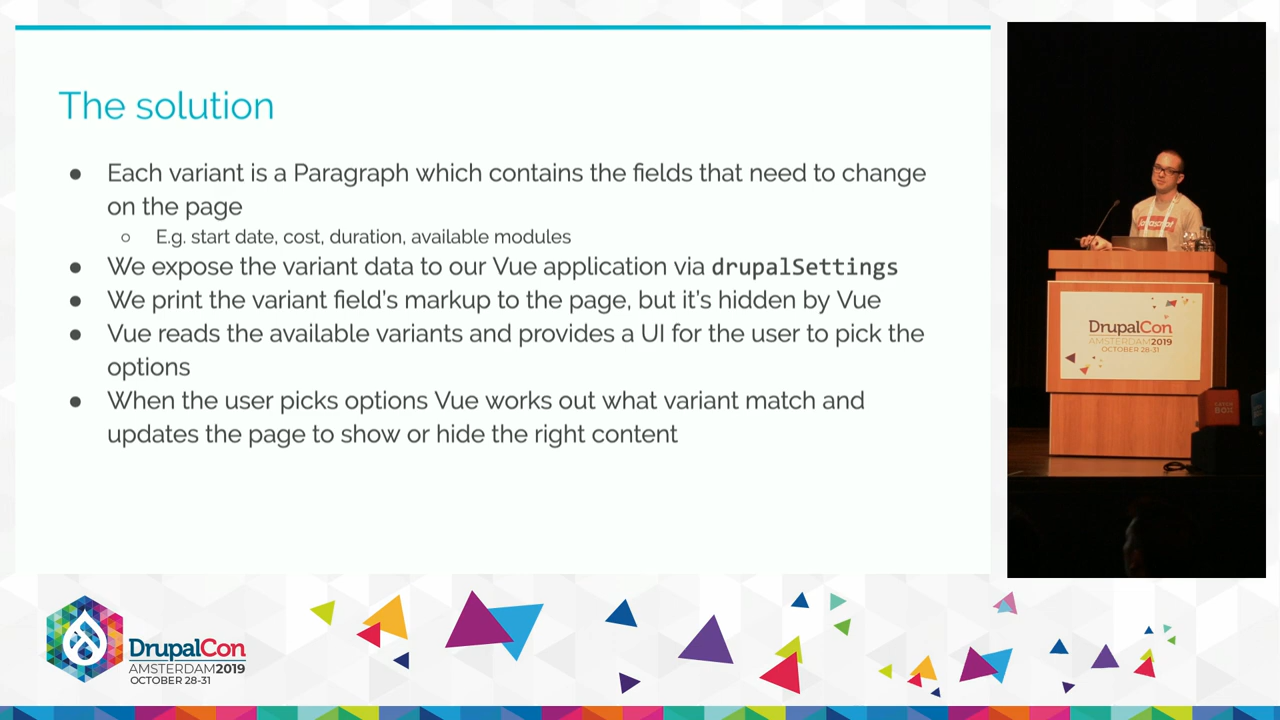 The solution
● Each variant is a Paragraph which contains the fields that need to change
on the page
○ E.g. start date, cost, duration, available modules
● We expose the variant data to our Vue application via drupalSettings
● We print the variant field's markup to the page, but it's hidden by Vue
● Vue reads the available variants and provides a UI for the user to pick the
options
● When the user picks options Vue works out what variant match and
updates the page to show or hide the right content
DrupalCon
AMSTERDAM2019
OCTOBER 28-31
DrupalCon
AMSTERDAM2019
OCTOBER 28-31